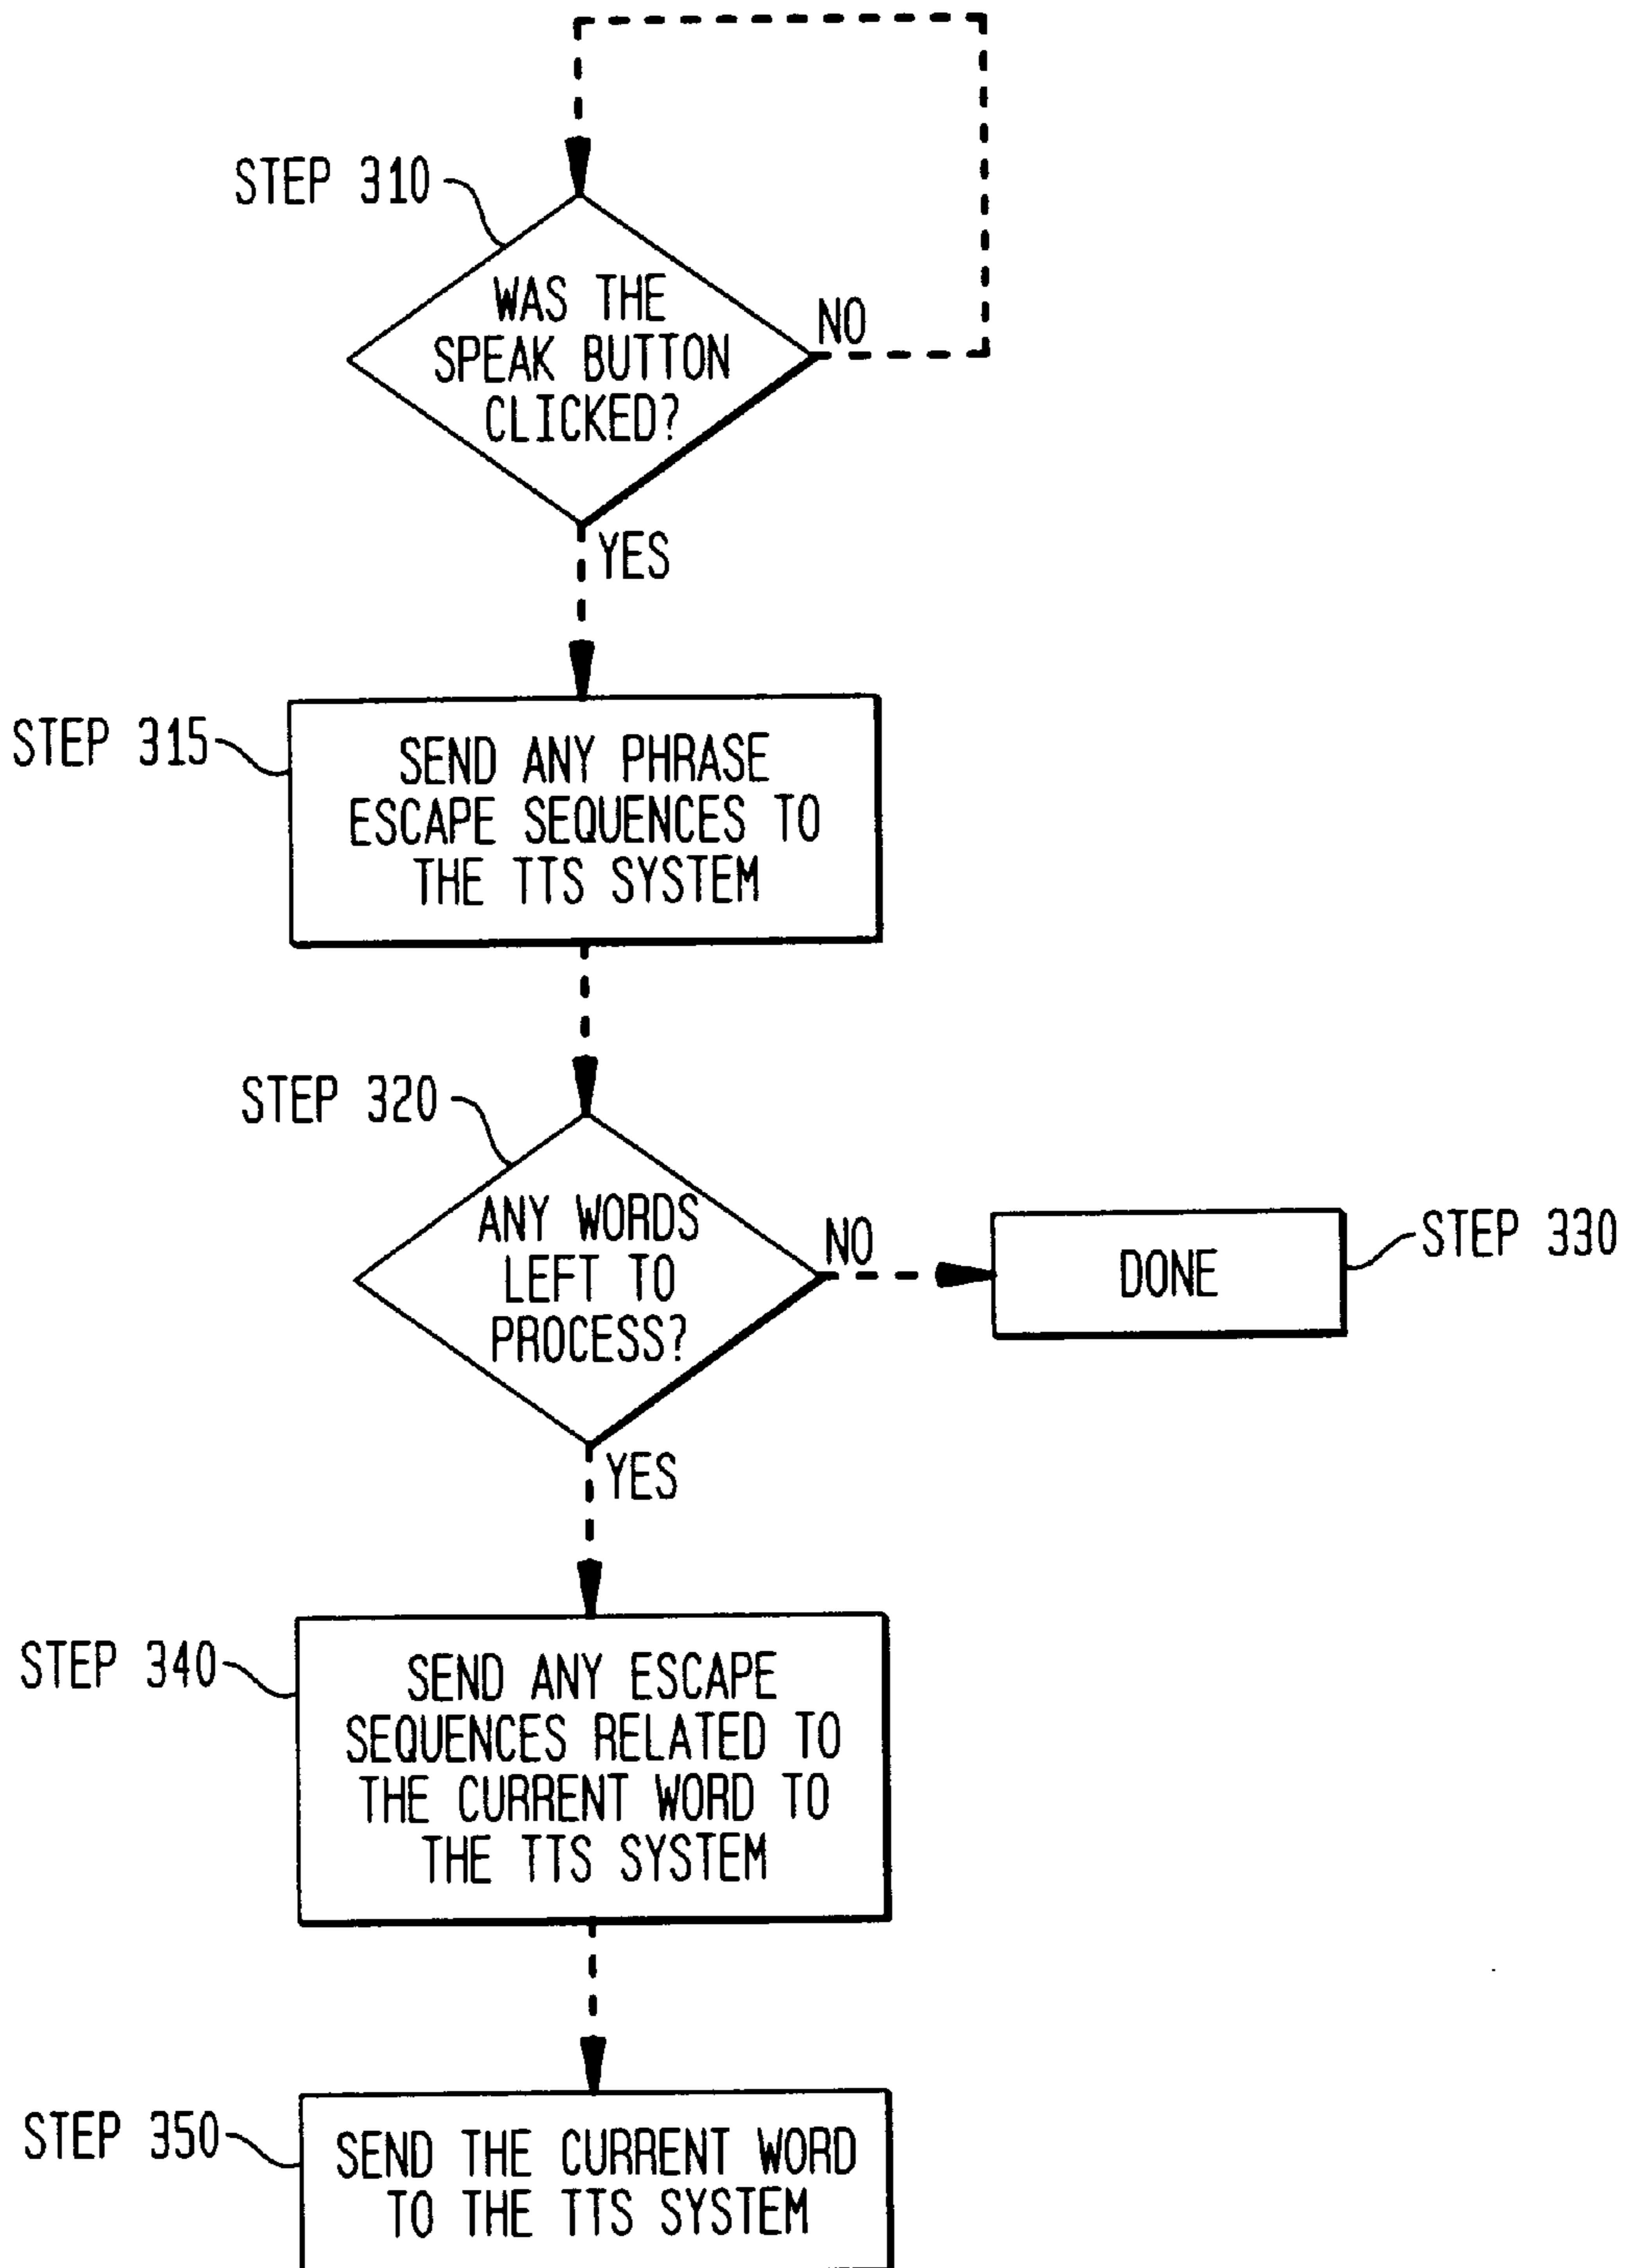 STEP 310
WAS THE
SPEAK BUTTON
CLICKED?
NO
YES
STEP 315
SEND ANY PHRASE
ESCAPE SEQUENCES TO
THE TTS SYSTEM
STEP 320
ANY WORDS
LEFT TO
PROCESS?
NO
DONE
STEP 330
YES
STEP 340
SEND ANY ESCAPE
SEQUENCES RELATED TO
THE CURRENT WORD TO
THE TTS SYSTEM
STEP 350
SEND THE CURRENT WORD
TO THE TTS SYSTEM